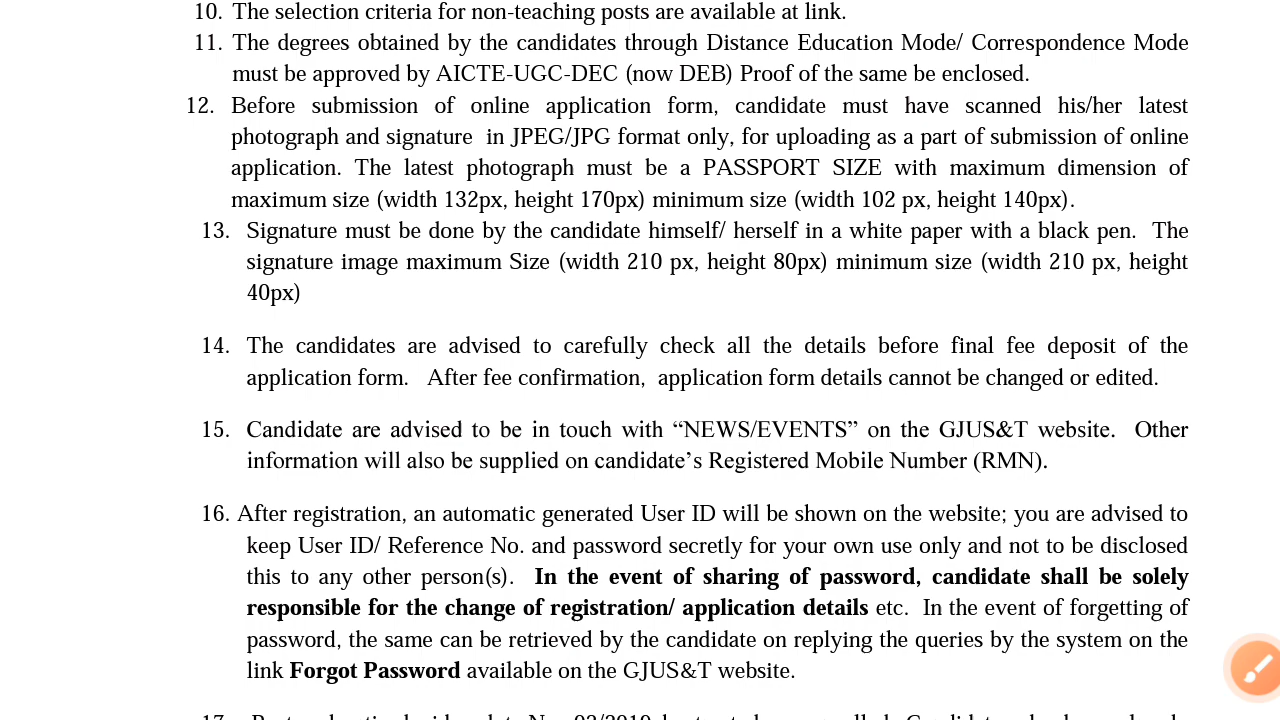 10. The selection criteria for non-teaching posts are available at link.
11. The degrees obtained by the candidates through Distance Education Mode/ Correspondence Mode
must be approved by AICTE-UGC-DEC (now DEB) Proof of the same be enclosed.
12. Before submission of online application form, candidate must have scanned his/her latest
photograph and signature in JPEG/JPG format only, for uploading as a part of submission of online
application. The latest photograph must be a PASSPORT SIZE with maximum dimension of
maximum size (width 132px, height 170px) minimum size (width 102 px, height 140px).
13. Signature must be done by the candidate himself/ herself in a white paper with a black pen. The
signature image maximum Size (width 210 px, height 80px) minimum size (width 210 px, height
40px)
14. The candidates are advised to carefully check all the details before final fee deposit of the
application form. After fee confirmation, application form details cannot be changed or edited.
15. Candidate are advised to be in touch with “NEWS/EVENTS” on the GJUS&T website. Other
information will also be supplied on candidate’s Registered Mobile Number (RMN).
16. After registration, an automatic generated User ID will be shown on the website; you are advised to
keep User ID/ Reference No. and password secretly for your own use only and not to be disclosed
this to any other person(s). In the event of sharing of password, candidate shall be solely
responsible for the change of registration/ application details etc. In the event of forgetting of
password, the same can be retrieved by the candidate on replying the queries by the system on the
link Forgot Password available on the GJUS&T website.